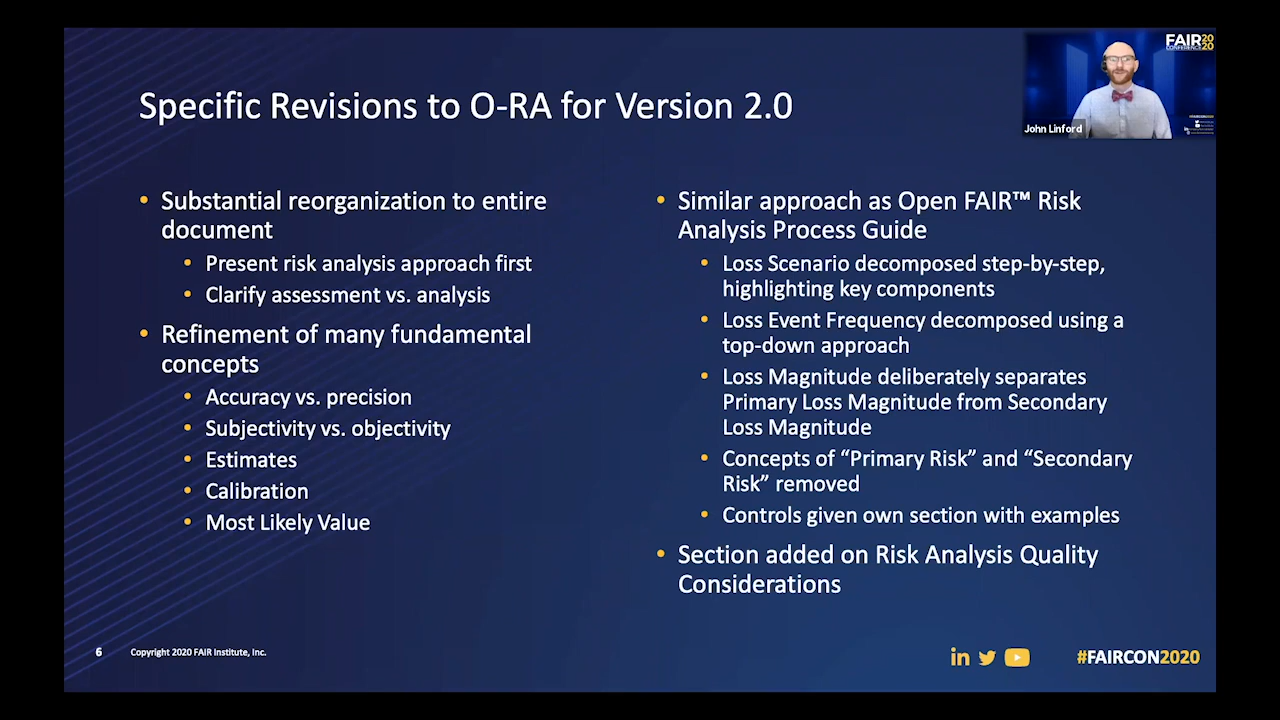 FAIR 2020
CONFERENCE
John Linford
Specific Revisions to O-RA for Version 2.0
• Substantial reorganization to entire
document
• Present risk analysis approach first
• Clarify assessment vs. analysis
• Refinement of many fundamental
concepts
• Accuracy vs. precision
• Subjectivity vs. objectivity
• Estimates
• Calibration
• Most Likely Value
• Similar approach as Open FAIR™ Risk
Analysis Process Guide
• Loss Scenario decomposed step-by-step,
highlighting key components
• Loss Event Frequency decomposed using a
top-down approach
• Loss Magnitude deliberately separates
Primary Loss Magnitude from Secondary
Loss Magnitude
• Concepts of “Primary Risk” and “Secondary
Risk” removed
• Controls given own section with examples
• Section added on Risk Analysis Quality
Considerations
6
Copyright 2020 FAIR Institute, Inc.
in
#FAIRCON2020